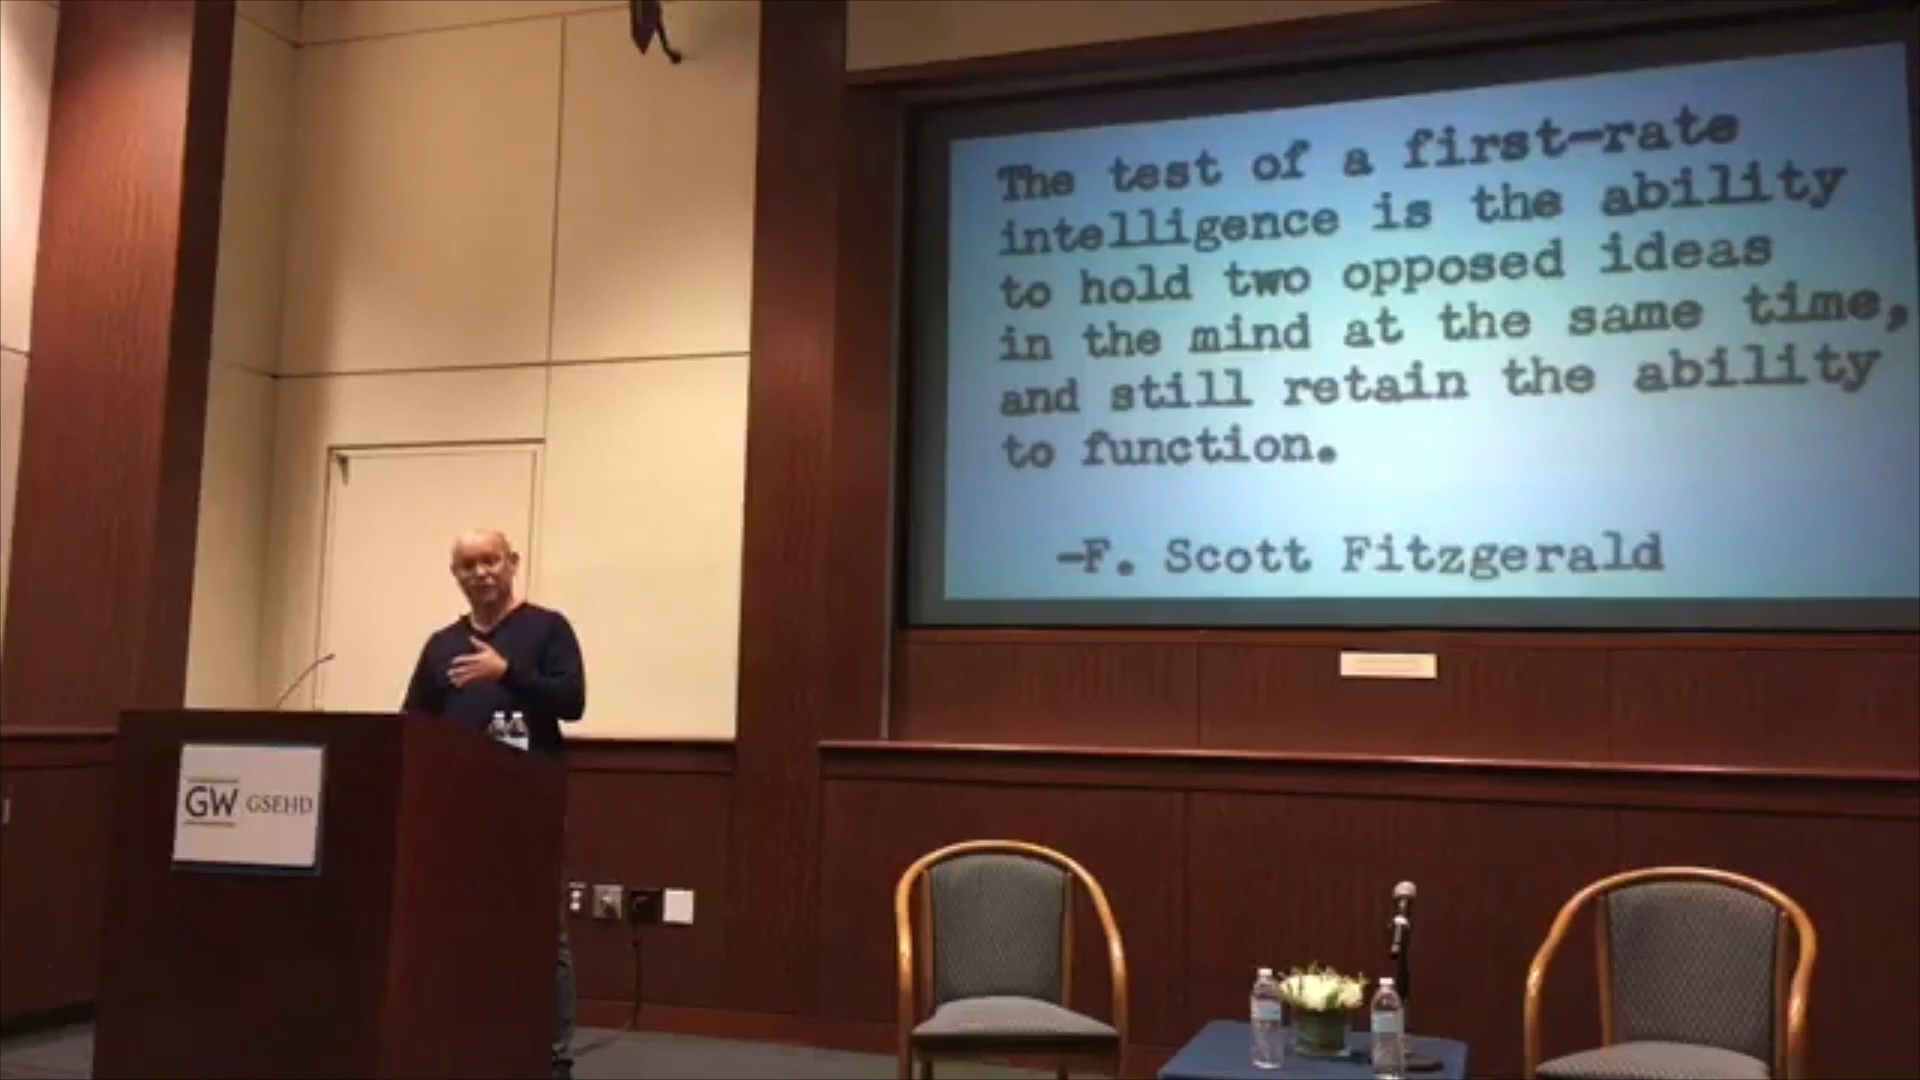 The test of a first-rate
intelligence is the ability
to hold two opposed ideas
in the mind at the same time,
and still retain the ability
to function.
—F. Scott Fitzgerald
GW GSEHD